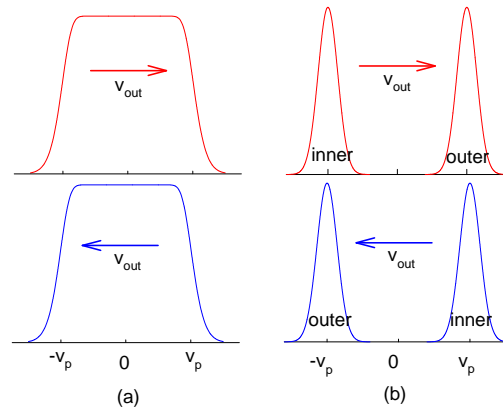 v_out
v_out
inner
outer
v_out
v_out
outer
inner
-v_p
0
v_p
-v_p
0
v_p
(a)
(b)